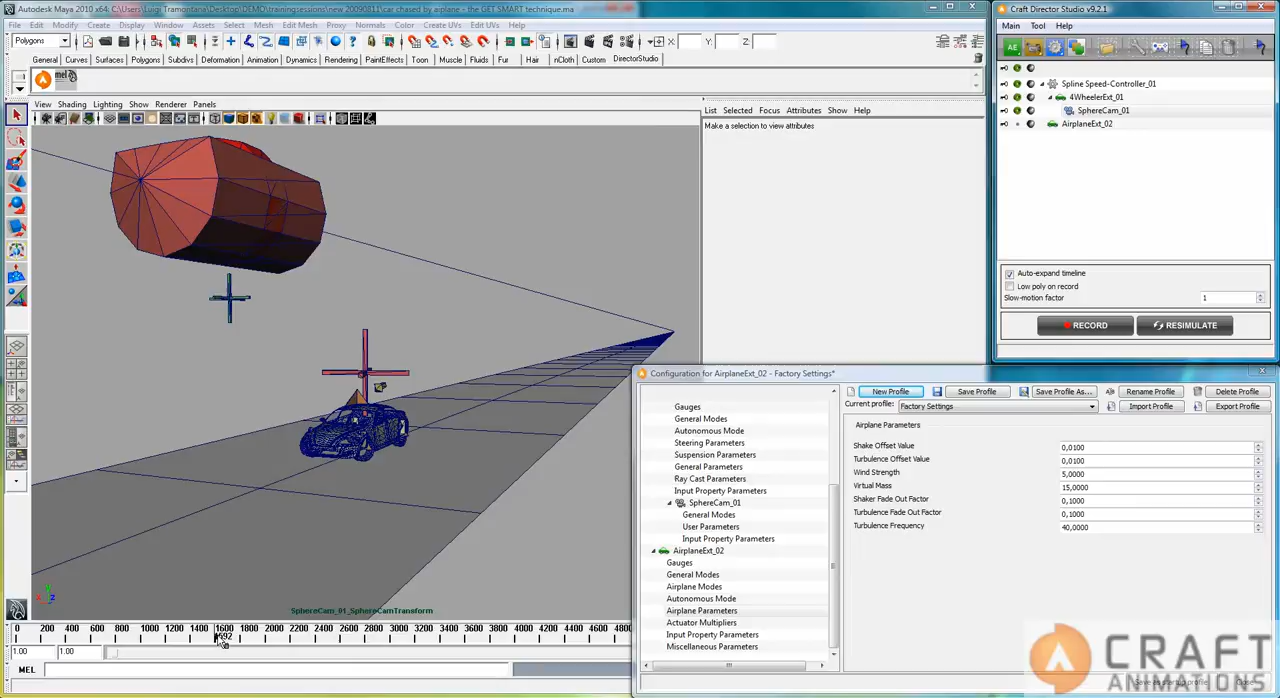 Autodesk Maya 2010 x64: C:\Users\Luigi Tramontana\Desktop\DEMO\trainingsessions\new 20090811\car chased by airplane - the GET SMART technique.ma
File Edit Modify Create Display Window Assets Select Mesh Edit Mesh Proxy Normals Color Create UVs Edit UVs Help
Polygons X: Y: Z:
General Curves Surfaces Polygons Subdivs Deformation Animation Dynamics Rendering PaintEffects Toon Muscle Fluids Fur Hair nCloth Custom DirectorStudio
mel
View Shading Lighting Show Renderer Panels
List Selected Focus Attributes Show Help
Make a selection to view attributes
SphereCam_01_SphereCamTransform
0 200 400 600 800 1000 1200 1400 1600 1800 2000 2200 2400 2600 2800 3000 3200 3400 3600 3800 4000 4200 4400 4600 4800
1592
1.00 1.00
MEL
Craft Director Studio v9.2.1
Main Tool Help
AE
Spline Speed-Controller_01
4WheelerExt_01
SphereCam_01
AirplaneExt_02
Auto-expand timeline
Low poly on record
Slow-motion factor 1
RECORD RESIMULATE
Configuration for AirplaneExt_02 - Factory Settings*
Gauges
General Modes
Autonomous Mode
Steering Parameters
Suspension Parameters
General Parameters
Ray Cast Parameters
Input Property Parameters
SphereCam_01
General Modes
User Parameters
Input Property Parameters
AirplaneExt_02
Gauges
General Modes
Airplane Modes
Autonomous Mode
Airplane Parameters
Actuator Multipliers
Input Property Parameters
Miscellaneous Parameters
New Profile Save Profile Save Profile As... Rename Profile Delete Profile
Current profile: Factory Settings Import Profile Export Profile
Airplane Parameters
Shake Offset Value 0,0100
Turbulence Offset Value 0,0100
Wind Strength 5,0000
Virtual Mass 15,0000
Shaker Fade Out Factor 0,1000
Turbulence Fade Out Factor 0,1000
Turbulence Frequency 40,0000
CRAFT
ANIMATIONS
Save as startup profile Close